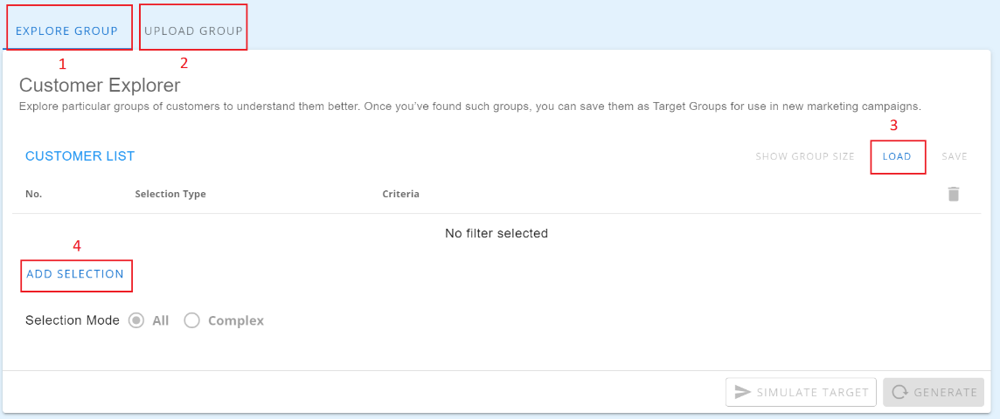 EXPLORE GROUP UPLOAD GROUP
1 2
Customer Explorer
Explore particular groups of customers to understand them better. Once you’ve found such groups, you can save them as Target Groups for use in new marketing campaigns.
3
CUSTOMER LIST SHOW GROUP SIZE LOAD SAVE
No. Selection Type Criteria
No filter selected
4
ADD SELECTION
Selection Mode All Complex
SIMULATE TARGET GENERATE